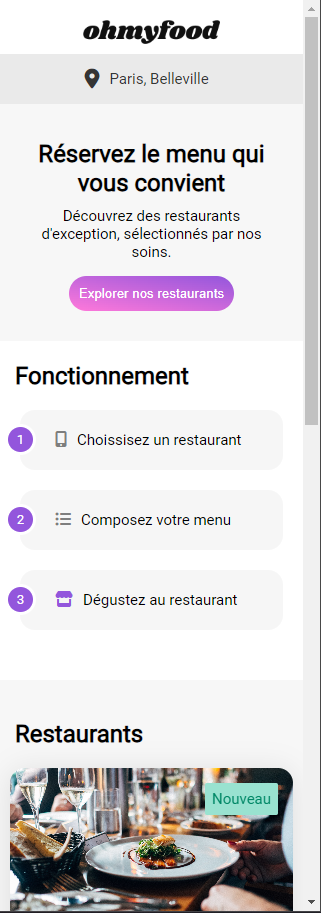 ohmyfood
Paris, Belleville
Réservez le menu qui
vous convient
Découvrez des restaurants
d'exception, sélectionnés par nos
soins.
Explorer nos restaurants
Fonctionnement
1 Choissisez un restaurant
2 Composez votre menu
3 Dégustez au restaurant
Restaurants
Nouveau